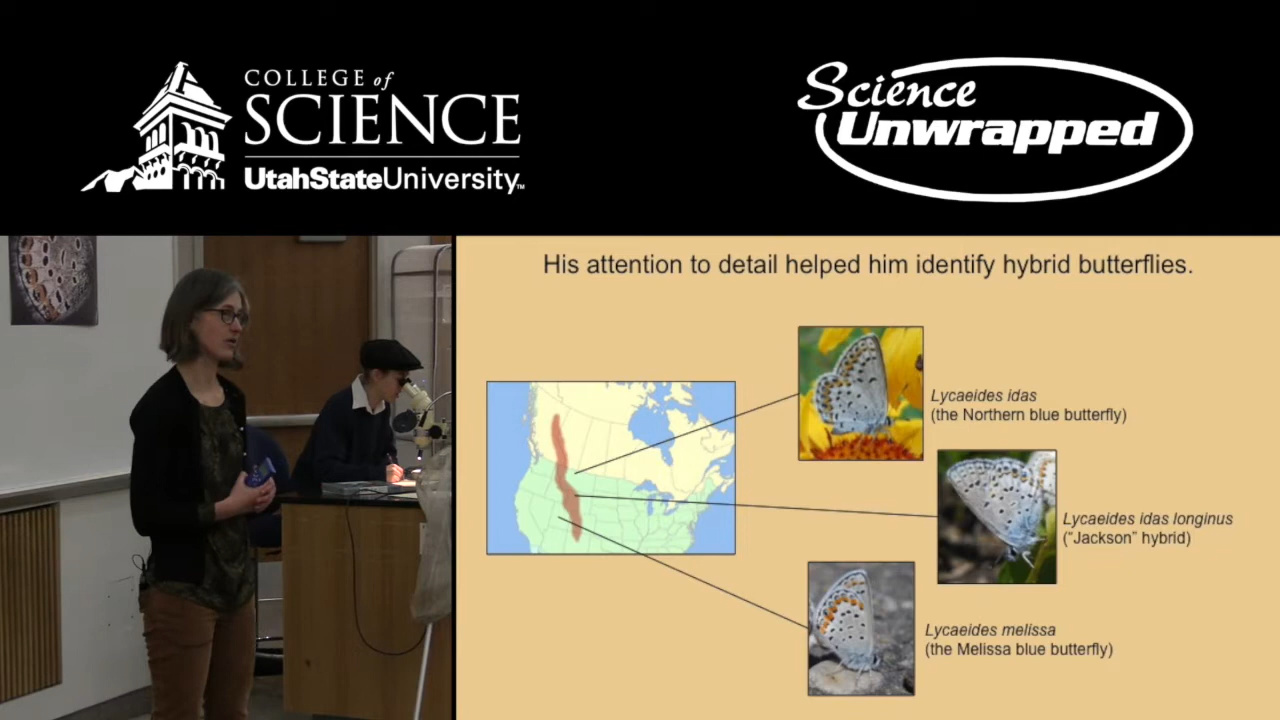 COLLEGE of
SCIENCE
UtahStateUniversity™
Science
Unwrapped
His attention to detail helped him identify hybrid butterflies.
Lycaeides idas
(the Northern blue butterfly)
Lycaeides idas longinus
(“Jackson” hybrid)
Lycaeides melissa
(the Melissa blue butterfly)